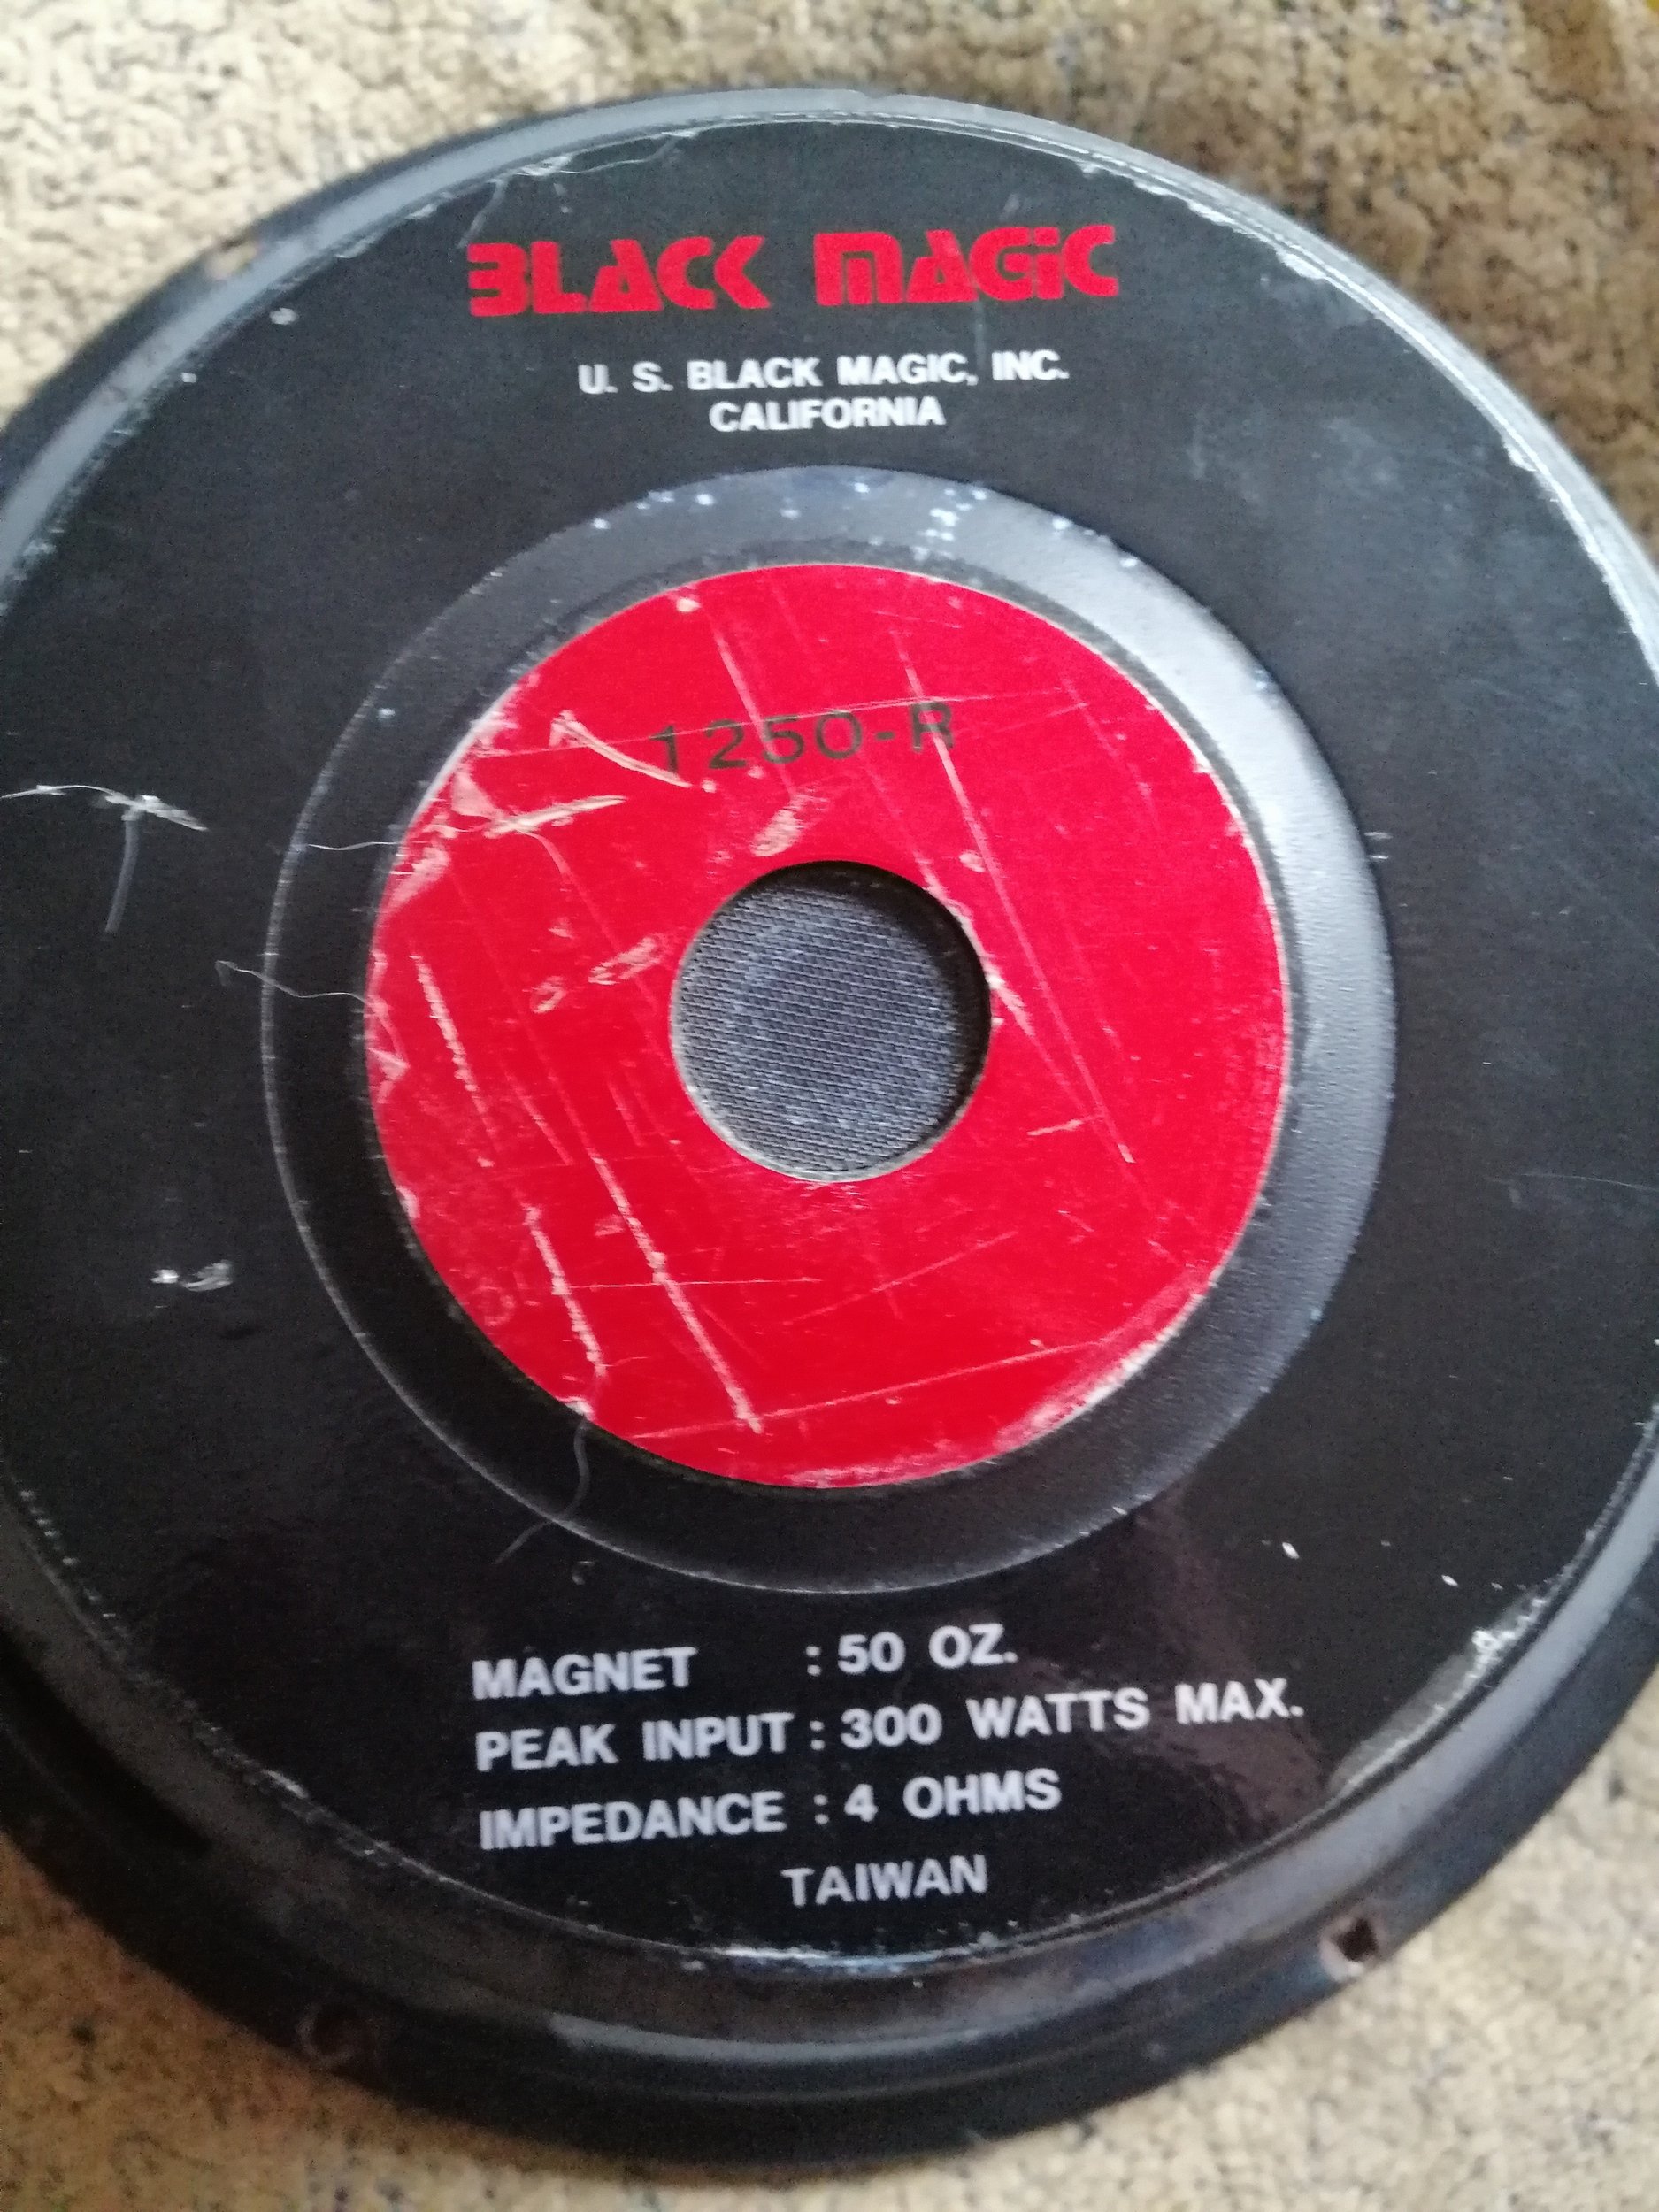 BLACK MAGIC
U. S. BLACK MAGIC, INC.
CALIFORNIA
1250-R
MAGNET : 50 OZ.
PEAK INPUT : 300 WATTS MAX.
IMPEDANCE : 4 OHMS
TAIWAN